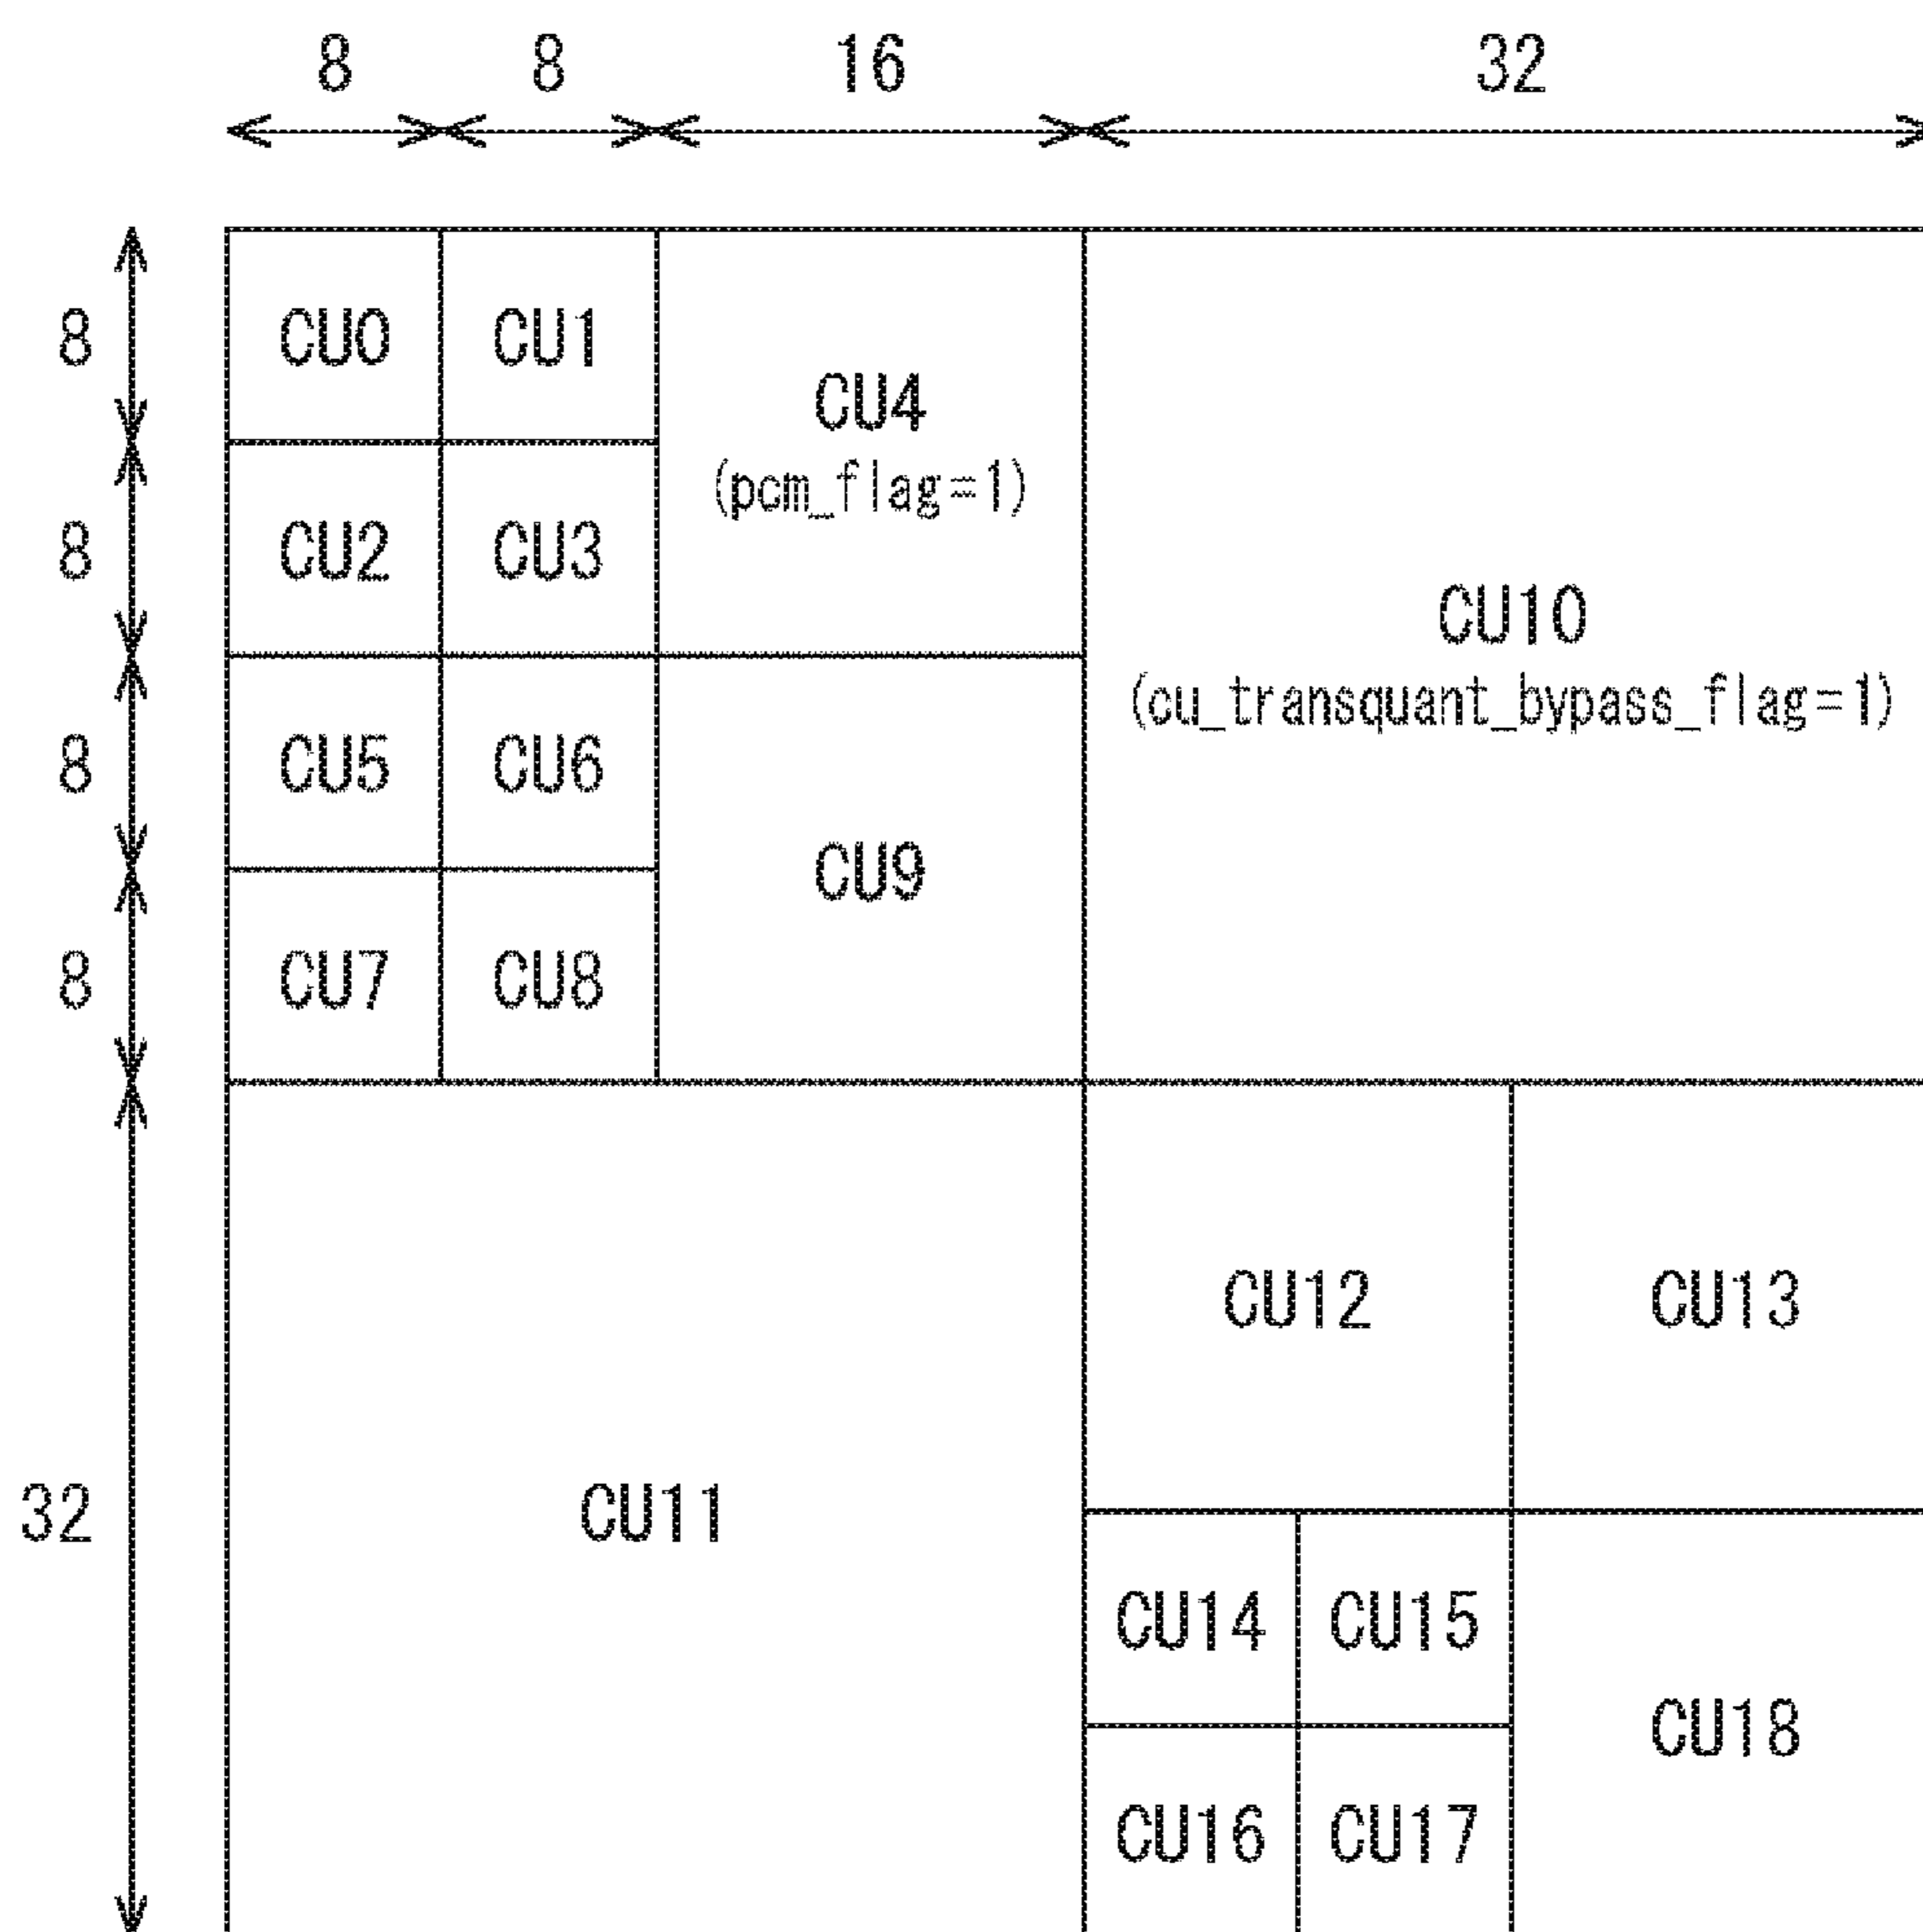 8 8 16 32
8 CU0 CU1
CU4
(pcm_flag=1)
8 CU2 CU3
CU10
(cu_transquant_bypass_flag=1)
8 CU5 CU6
CU9
8 CU7 CU8
CU12 CU13
32 CU11
CU14 CU15
CU18
CU16 CU17